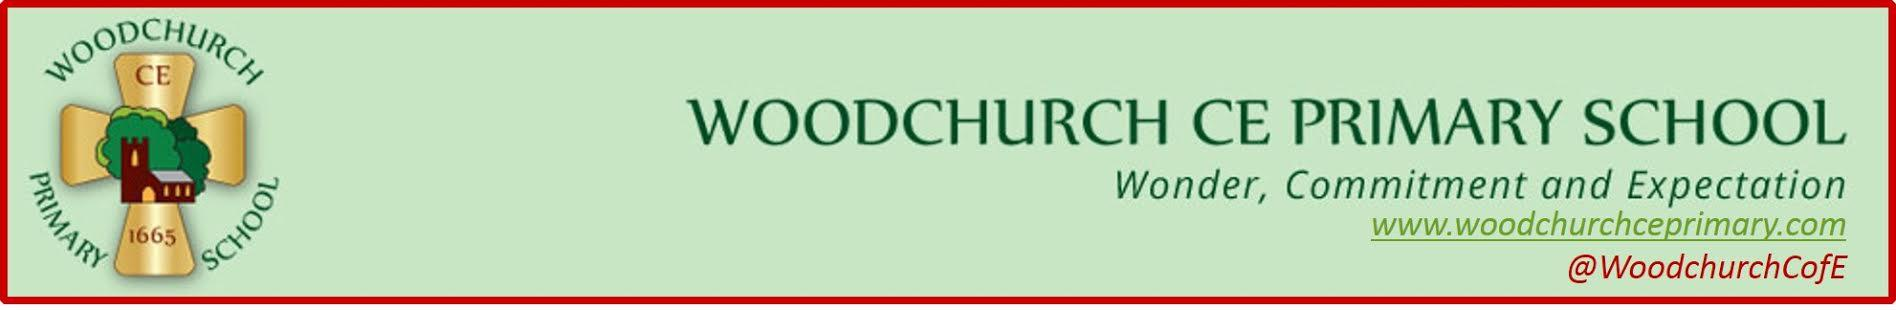 WOODCHURCH
CE
PRIMARY
1665
SCHOOL
WOODCHURCH CE PRIMARY SCHOOL
Wonder, Commitment and Expectation
www.woodchurchceprimary.com
@WoodchurchCofE